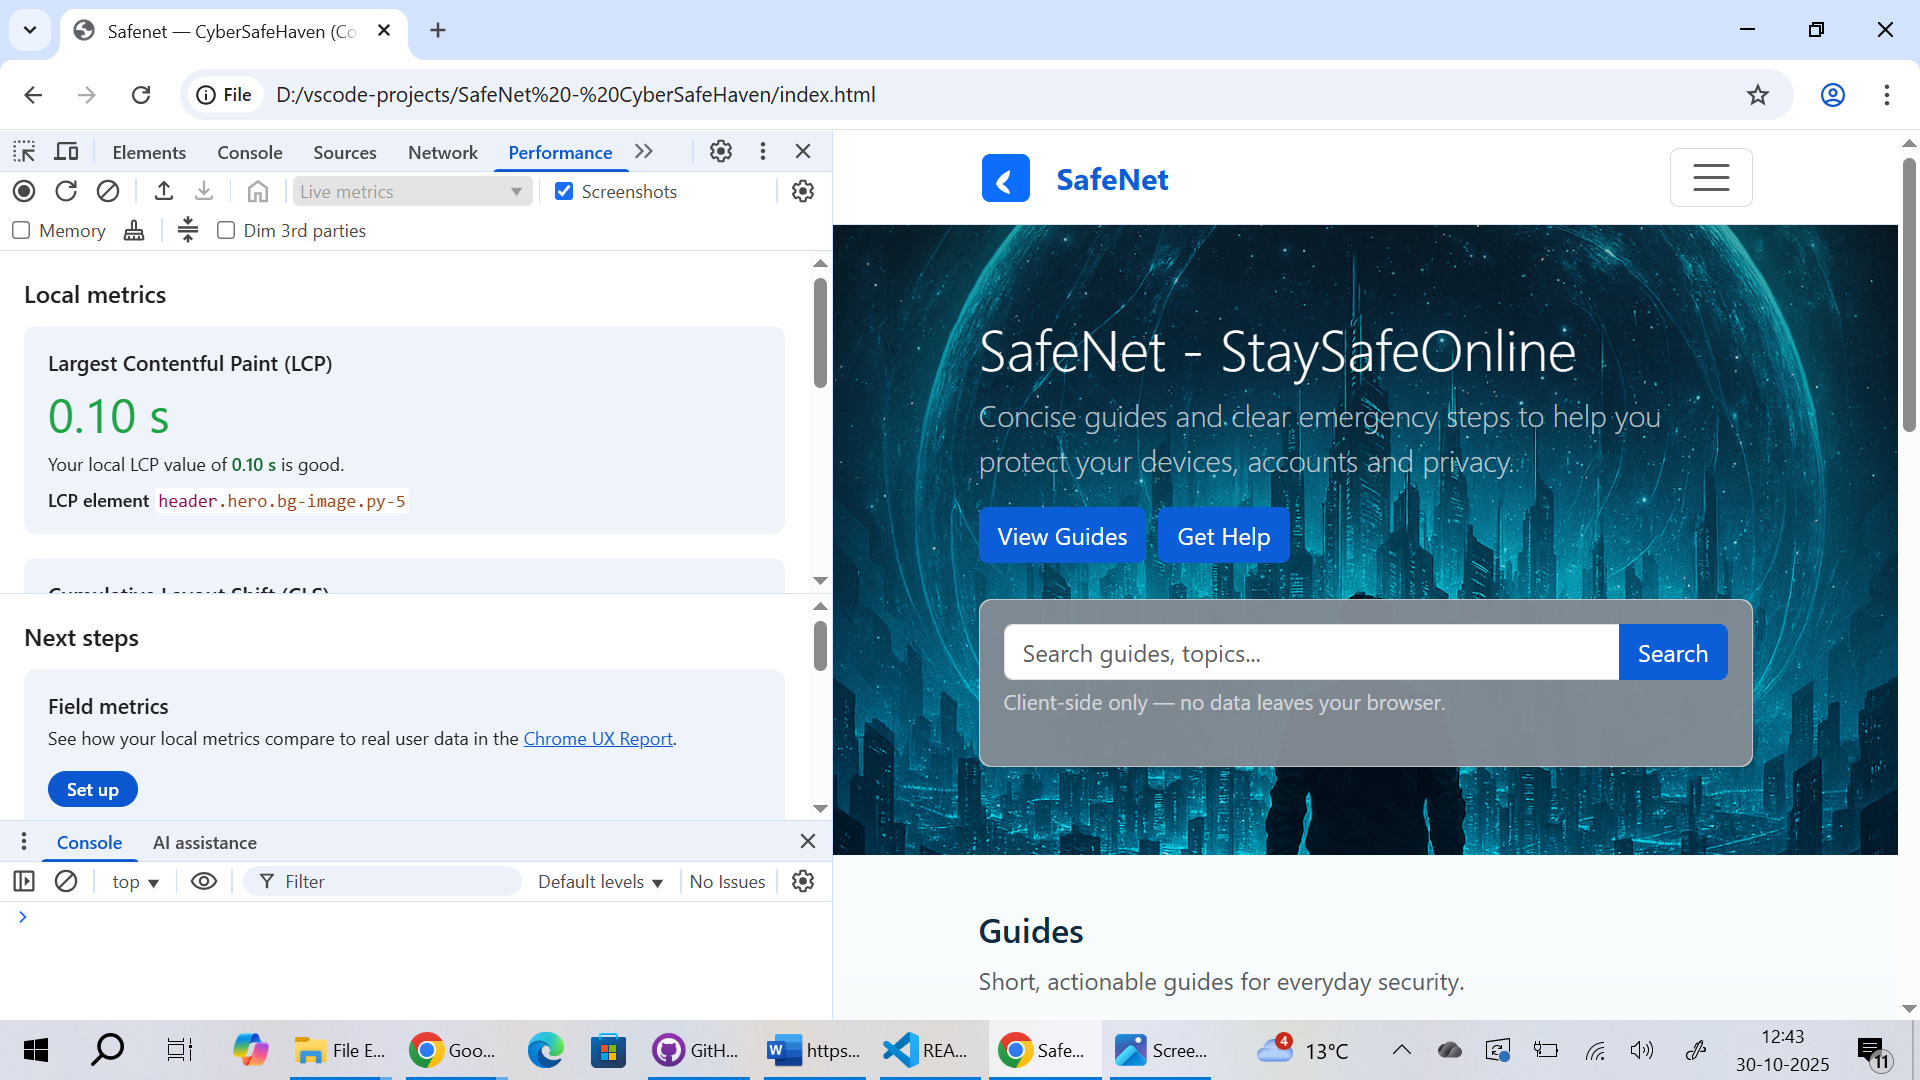 Safenet — CyberSafeHaven (Co
File
D:/vscode-projects/SafeNet%20-%20CyberSafeHaven/index.html
Elements
Console
Sources
Network
Performance
Live metrics
Screenshots
Memory
Dim 3rd parties
Local metrics
Largest Contentful Paint (LCP)
0.10 s
Your local LCP value of 0.10 s is good.
LCP element header.hero.bg-image.py-5
Cumulative Layout Shift (CLS)
Next steps
Field metrics
See how your local metrics compare to real user data in the Chrome UX Report.
Set up
Console
AI assistance
top
Filter
Default levels
No Issues
SafeNet
SafeNet - StaySafeOnline
Concise guides and clear emergency steps to help you
protect your devices, accounts and privacy.
View Guides
Get Help
Search guides, topics...
Search
Client-side only — no data leaves your browser.
Guides
Short, actionable guides for everyday security.
File E...
Goo...
GitH...
https...
REA...
Safe...
Scree...
4
13°C
12:43
30-10-2025
11